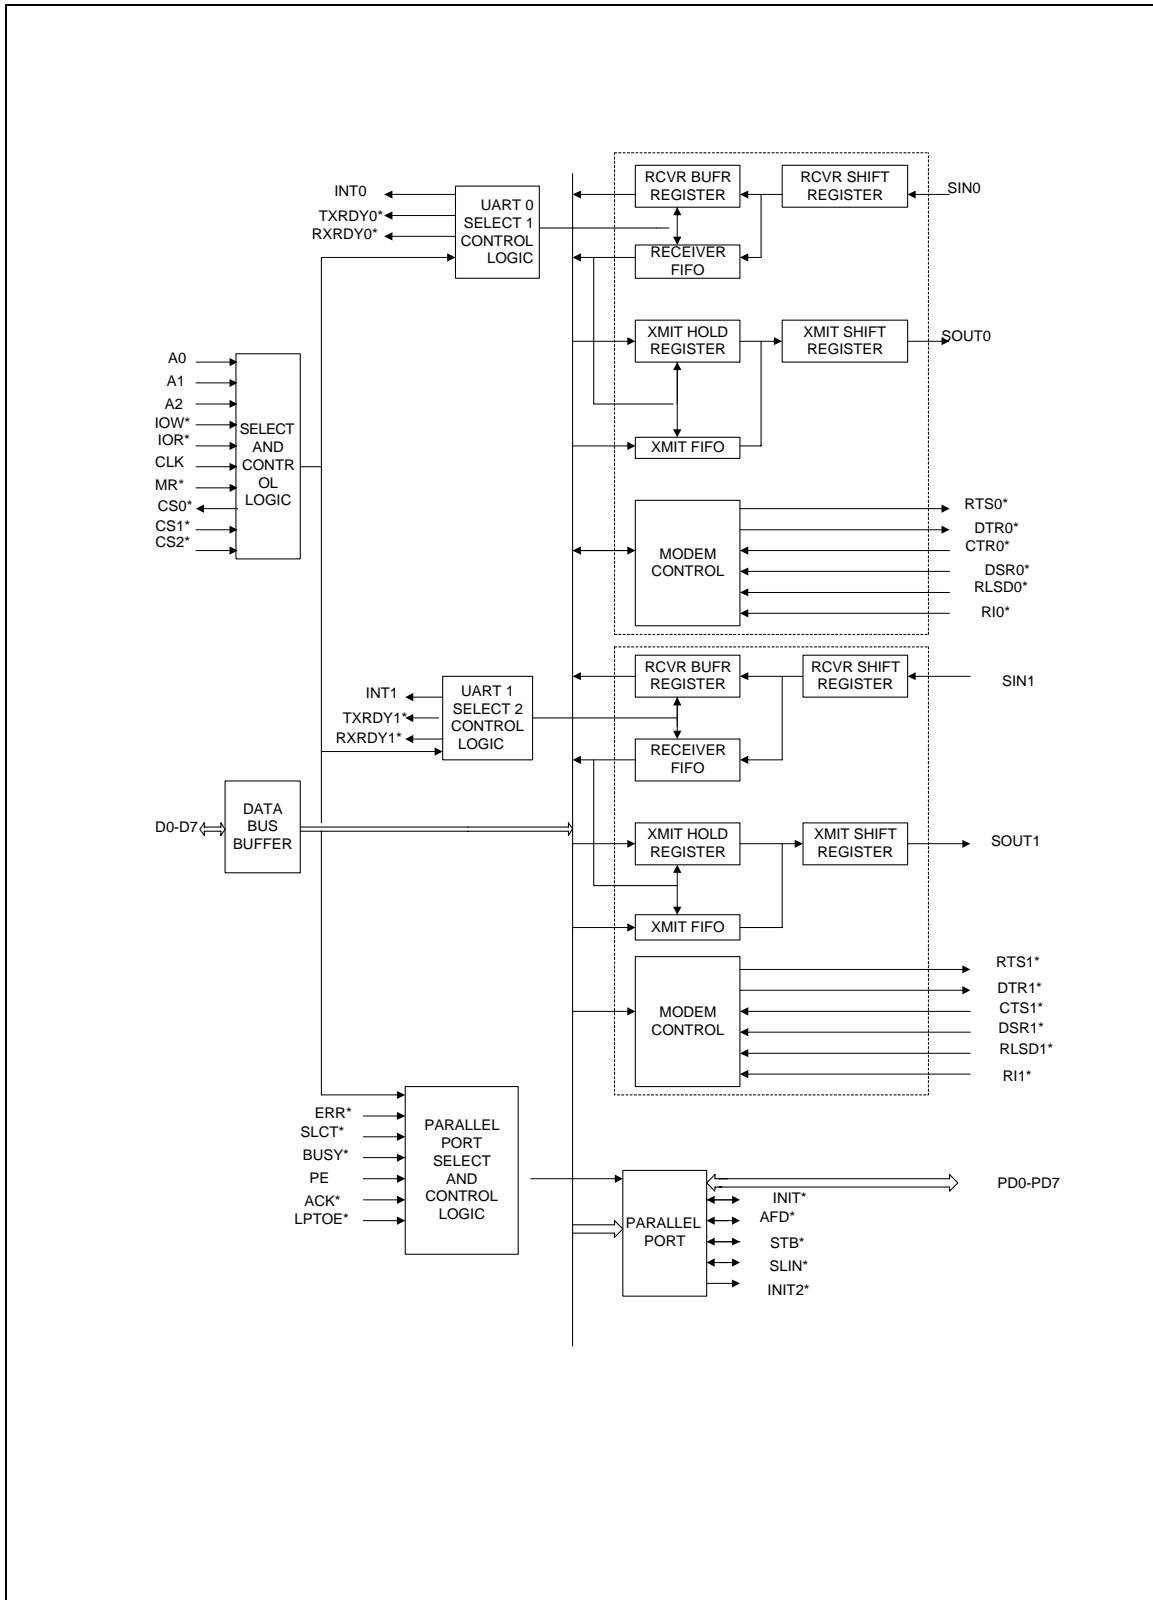 INT0
TXRDY0*
RXRDY0*
UART 0
SELECT 1
CONTROL
LOGIC
RCVR BUFR
REGISTER
RCVR SHIFT
REGISTER
SIN0
RECEIVER
FIFO
XMIT HOLD
REGISTER
XMIT SHIFT
REGISTER
SOUT0
XMIT FIFO
A0
A1
A2
IOW*
IOR*
CLK
MR*
CS0*
CS1*
CS2*
SELECT
AND
CONTR
OL
LOGIC
MODEM
CONTROL
RTS0*
DTR0*
CTR0*
DSR0*
RLSD0*
RI0*
INT1
TXRDY1*
RXRDY1*
UART 1
SELECT 2
CONTROL
LOGIC
RCVR BUFR
REGISTER
RCVR SHIFT
REGISTER
SIN1
RECEIVER
FIFO
D0-D7
DATA
BUS
BUFFER
XMIT HOLD
REGISTER
XMIT SHIFT
REGISTER
SOUT1
XMIT FIFO
MODEM
CONTROL
RTS1*
DTR1*
CTS1*
DSR1*
RLSD1*
RI1*
ERR*
SLCT*
BUSY*
PE
ACK*
LPTOE*
PARALLEL
PORT
SELECT
AND
CONTROL
LOGIC
PARALLEL
PORT
PD0-PD7
INIT*
AFD*
STB*
SLIN*
INIT2*